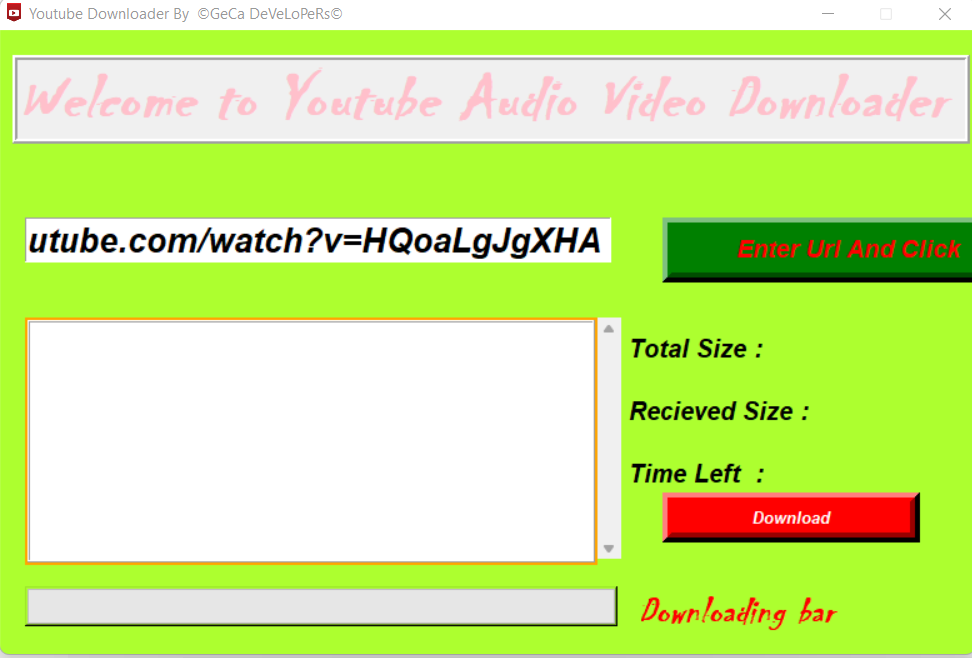 Youtube Downloader By ©GeCa DeVeLoPeRs©
Welcome to Youtube Audio Video Downloader
utube.com/watch?v=HQoaLgJgXHA
Enter Url And Click
Total Size :
Recieved Size :
Time Left :
Download
Downloading bar